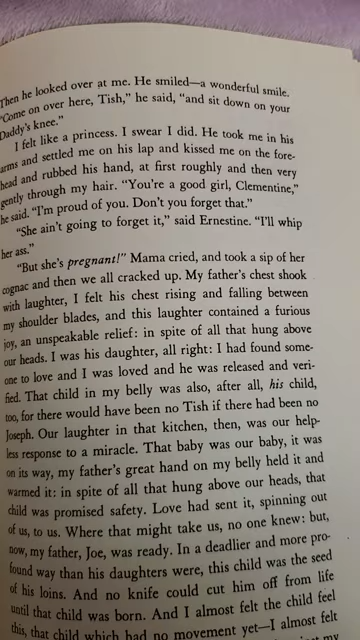 Then he looked over at me. He smiled—a wonderful smile.
"Come on over here, Tish," he said, "and sit down on your
Daddy's knee."
I felt like a princess. I swear I did. He took me in his
arms and settled me on his lap and kissed me on the fore-
head and rubbed his hand, at first roughly and then very
gently through my hair. "You're a good girl, Clementine,"
he said. "I'm proud of you. Don't you forget that."
"She ain't going to forget it," said Ernestine. "I'll whip
her ass."
"But she's pregnant!" Mama cried, and took a sip of her
cognac and then we all cracked up. My father's chest shook
with laughter, I felt his chest rising and falling between
my shoulder blades, and this laughter contained a furious
joy, an unspeakable relief: in spite of all that hung above
our heads. I was his daughter, all right: I had found some-
one to love and I was loved and he was released and veri-
fied. That child in my belly was also, after all, his child,
too, for there would have been no Tish if there had been no
Joseph. Our laughter in that kitchen, then, was our help-
less response to a miracle. That baby was our baby, it was
on its way, my father's great hand on my belly held it and
warmed it: in spite of all that hung above our heads, that
child was promised safety. Love had sent it, spinning out
of us, to us. Where that might take us, no one knew: but,
now, my father, Joe, was ready. In a deadlier and more pro-
found way than his daughters were, this child was the seed
of his loins. And no knife could cut him off from life
until that child was born. And I almost felt the child feel
this, that child which had no movement yet—I almost felt
my